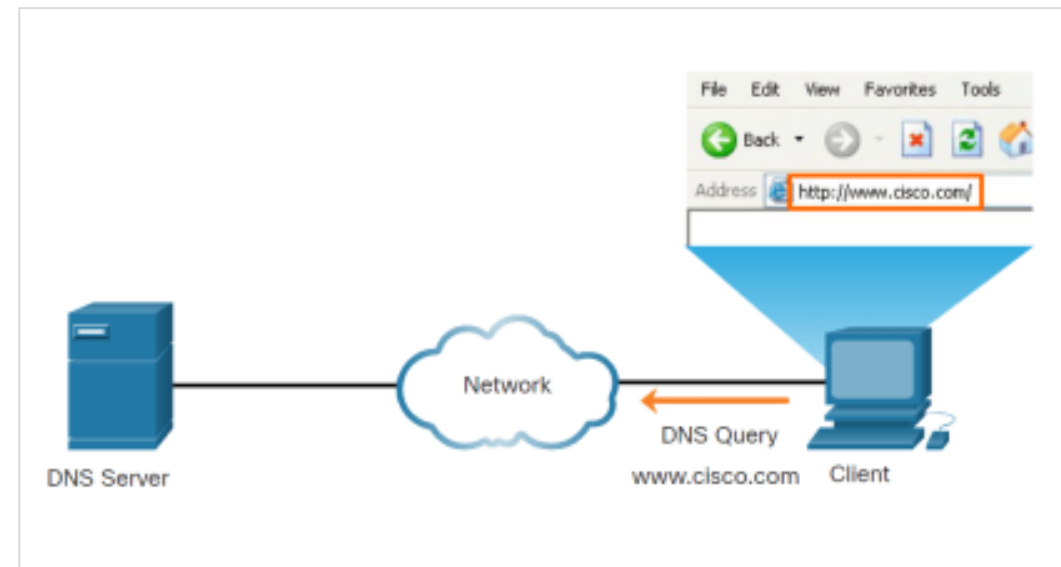 File Edit View Favorites Tools
Back
Address http://www.cisco.com/
Network
DNS Query
www.cisco.com
DNS Server
Client